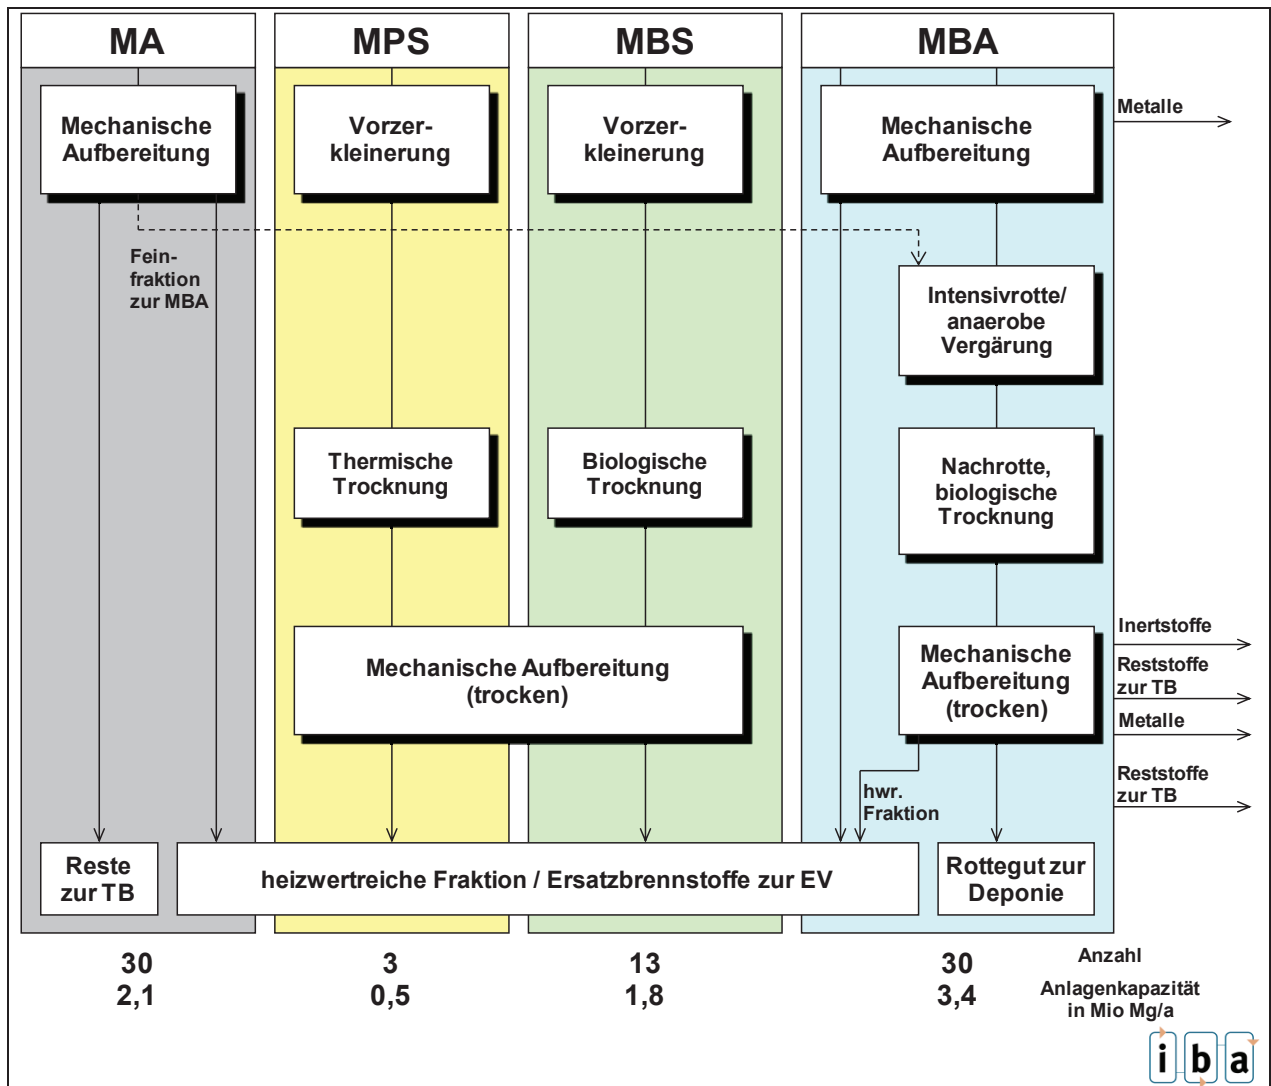 MA
MPS
MBS
MBA
Mechanische
Aufbereitung
Vorzer-
kleinerung
Vorzer-
kleinerung
Mechanische
Aufbereitung
Metalle
Fein-
fraktion
zur MBA
Intensivrotte/
anaerobe
Vergärung
Thermische
Trocknung
Biologische
Trocknung
Nachrotte,
biologische
Trocknung
Mechanische Aufbereitung
(trocken)
Mechanische
Aufbereitung
(trocken)
Inertstoffe
Reststoffe
zur TB
Metalle
Reststoffe
zur TB
hwr.
Fraktion
Reste
zur TB
heizwertreiche Fraktion / Ersatzbrennstoffe zur EV
Rottegut zur
Deponie
30
3
13
30
Anzahl
2,1
0,5
1,8
3,4
Anlagenkapazität
in Mio Mg/a
iba